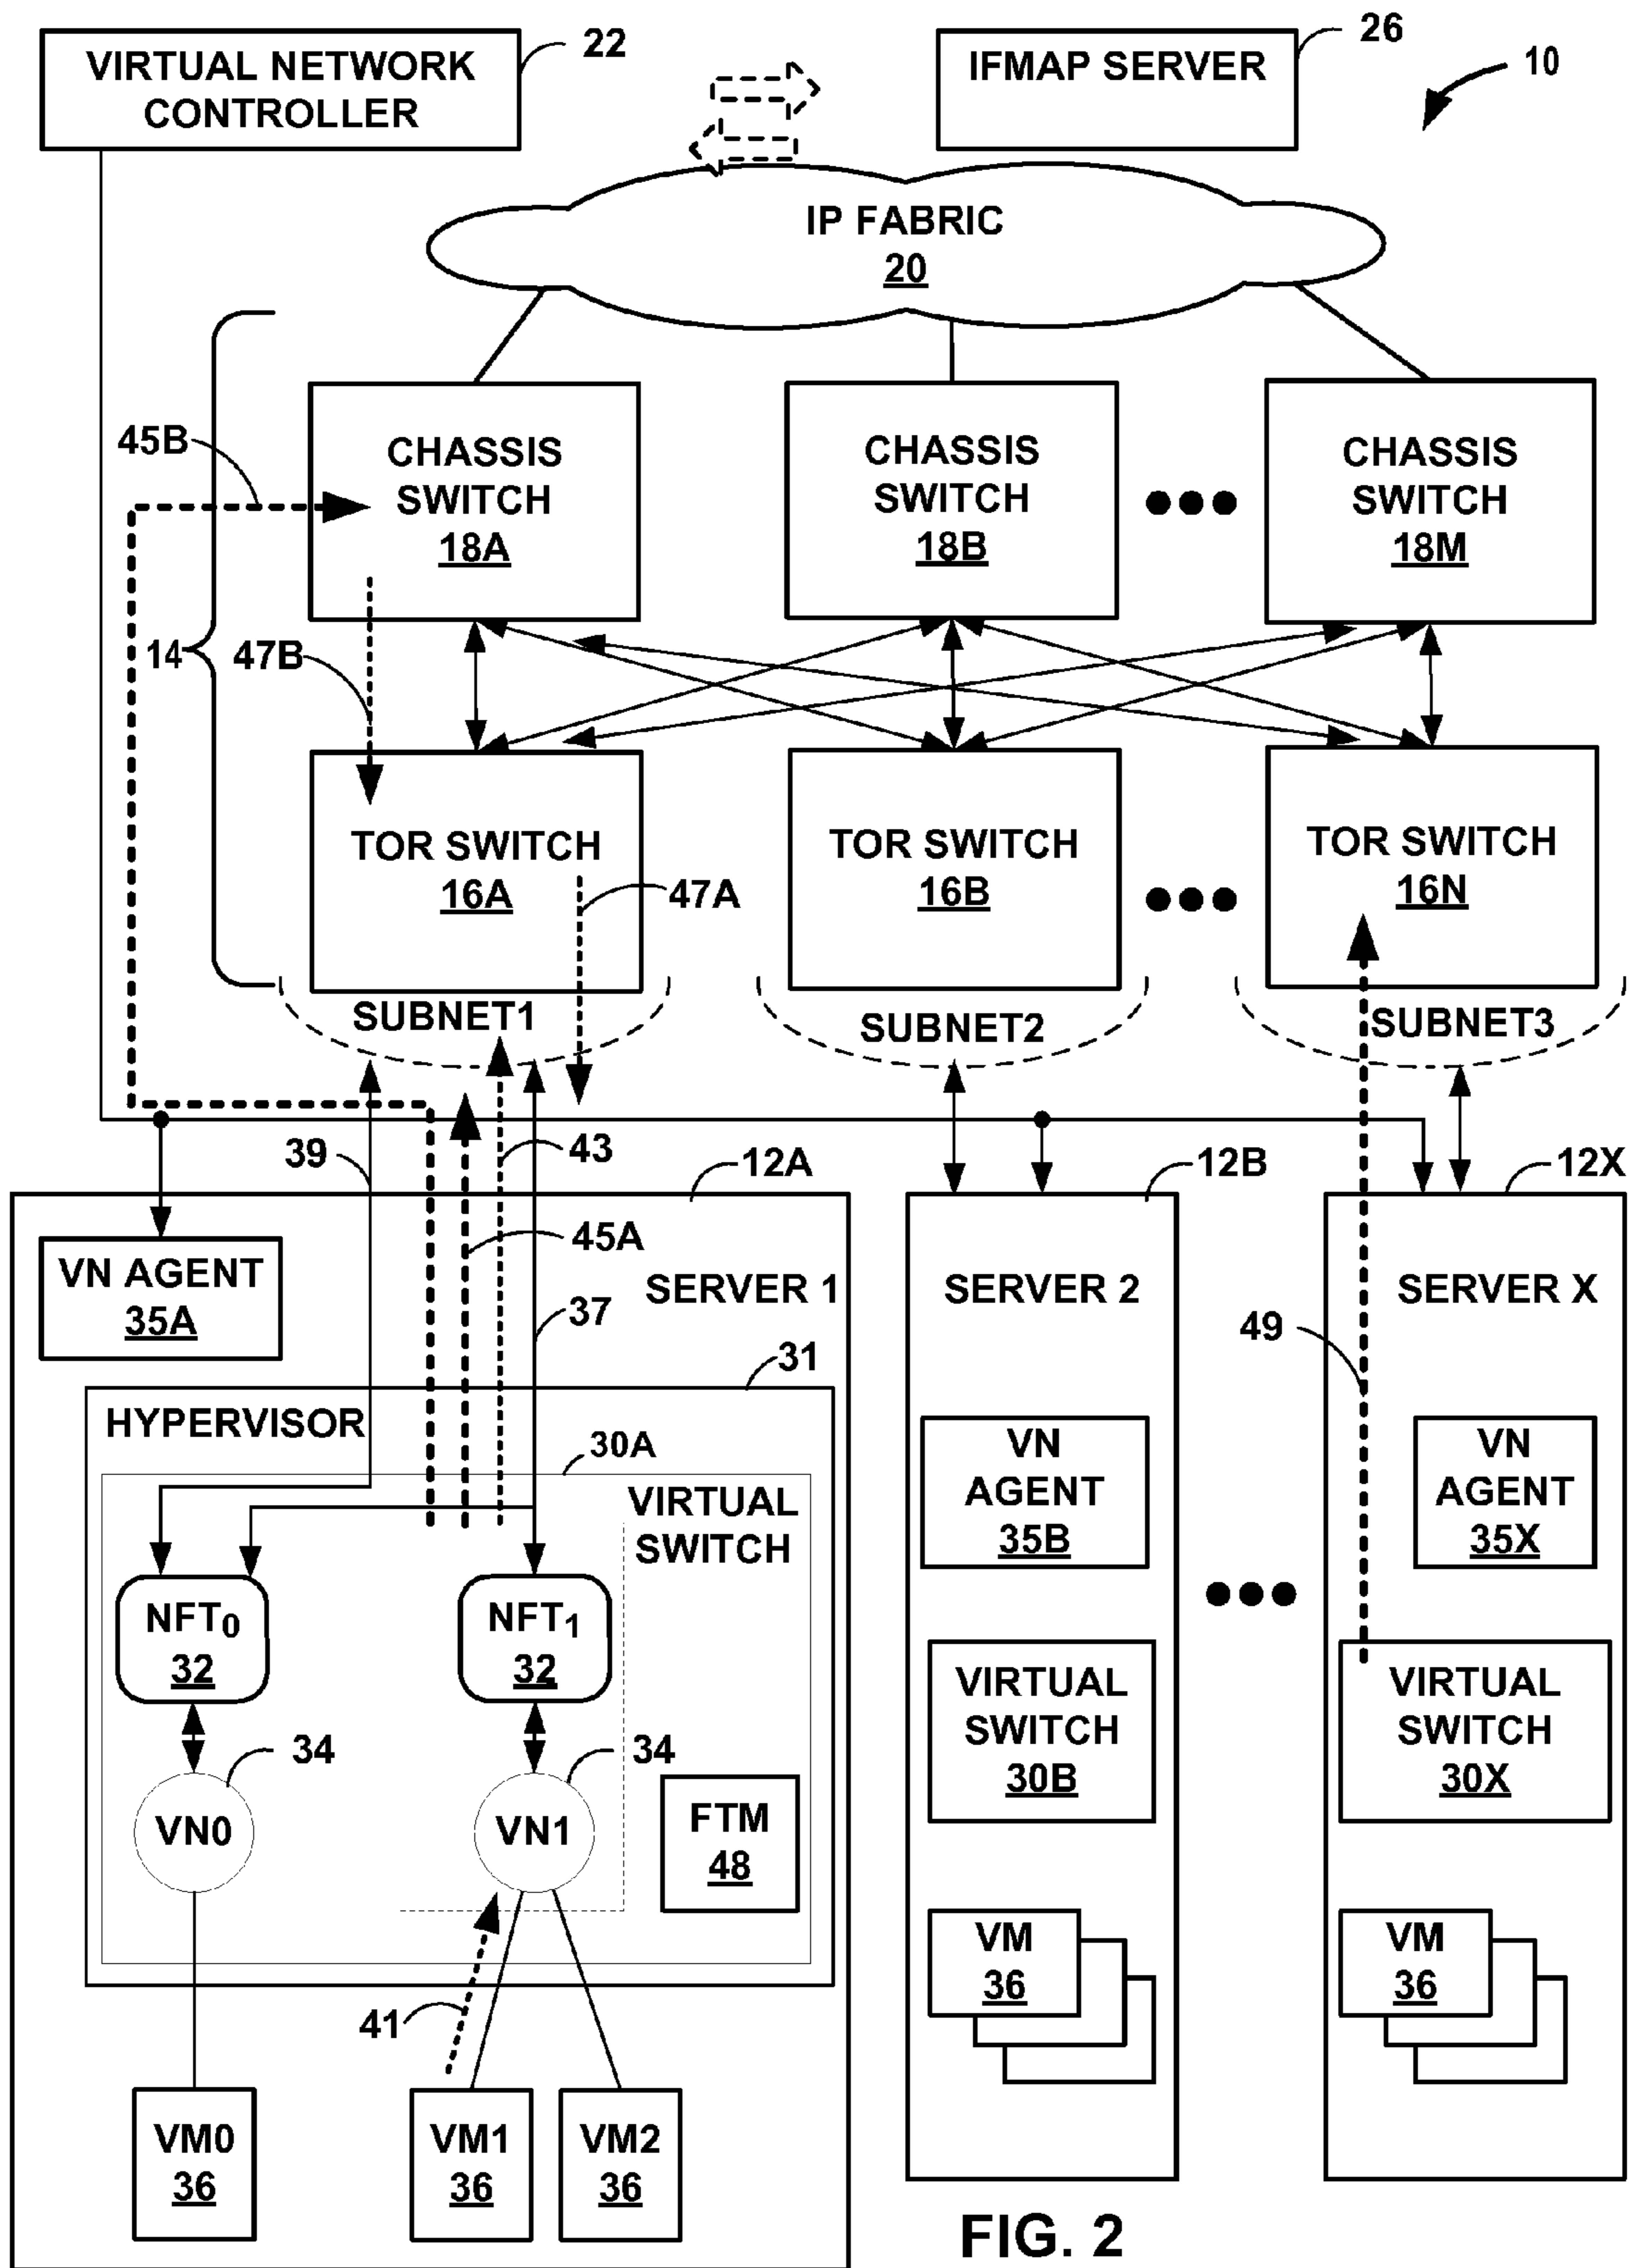 VIRTUAL NETWORK
CONTROLLER
22
IFMAP SERVER
26
10
IP FABRIC
20
45B
CHASSIS
SWITCH
18A
CHASSIS
SWITCH
18B
CHASSIS
SWITCH
18M
14
47B
TOR SWITCH
16A
47A
TOR SWITCH
16B
TOR SWITCH
16N
SUBNET1
SUBNET2
SUBNET3
39
43
12A
12B
12X
45A
VN AGENT
35A
SERVER 1
SERVER 2
SERVER X
37
49
31
HYPERVISOR
30A
VIRTUAL
SWITCH
VN
AGENT
35B
VN
AGENT
35X
NFT0
32
NFT1
32
VIRTUAL
SWITCH
30B
VIRTUAL
SWITCH
30X
34
34
VN0
VN1
FTM
48
VM
36
VM
36
41
VM0
36
VM1
36
VM2
36
FIG. 2